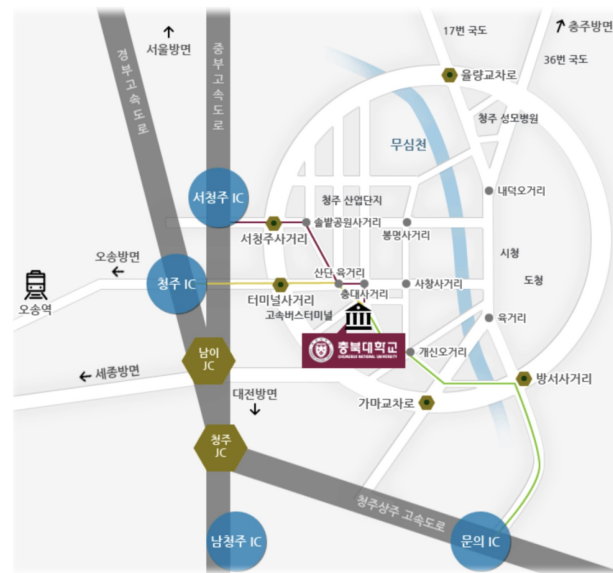 17번 국도
충주방면
서울방면
경부고속도로
중부고속도로
36번 국도
율량교차로
청주 성모병원
무심천
서청주 IC
청주 산업단지
내덕오거리
솔밭공원사거리
서청주사거리
봉명사거리
시청
오송방면
산단 육거리
도청
청주 IC
사창사거리
오송역
터미널사거리
충대사거리
고속버스터미널
육거리
충북대학교
CHUNGBUK NATIONAL UNIVERSITY
개신오거리
남이
JC
세종방면
방서사거리
대전방면
가마교차로
청주
JC
청주상주 고속도로
남청주 IC
문의 IC